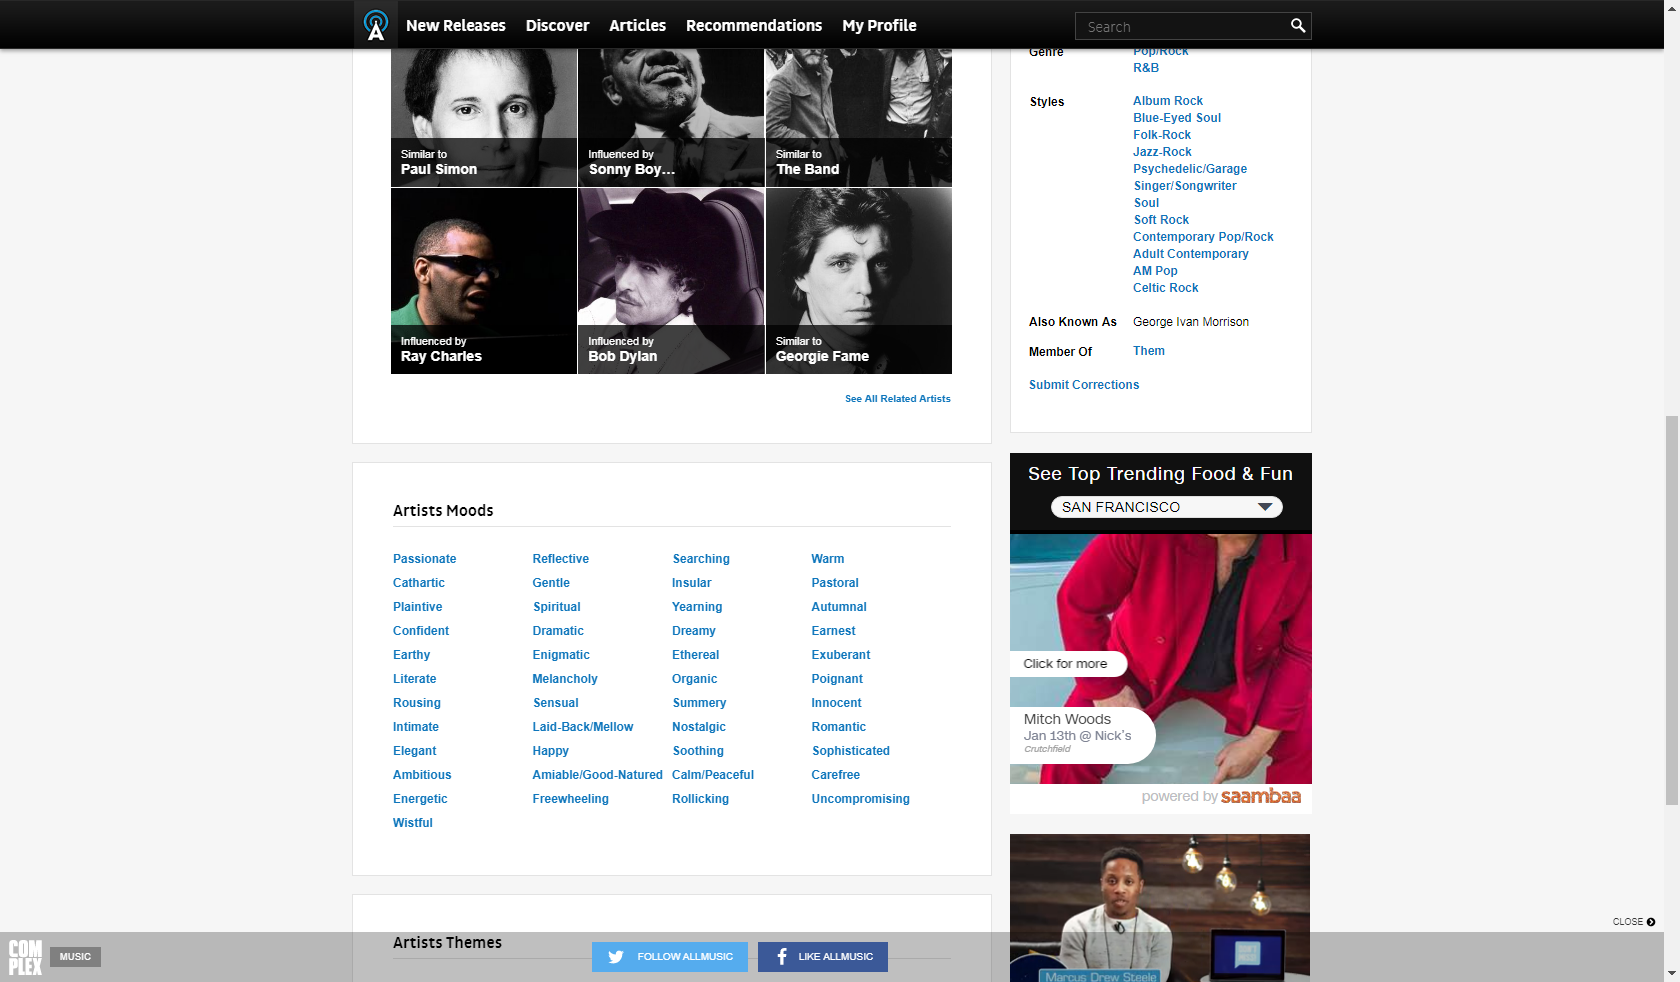 New Releases Discover Articles Recommendations My Profile Search
Similar to
Paul Simon
Influenced by
Sonny Boy...
Similar to
The Band
Influenced by
Ray Charles
Influenced by
Bob Dylan
Similar to
Georgie Fame
See All Related Artists
Genre Pop/Rock
R&B
Styles Album Rock
Blue-Eyed Soul
Folk-Rock
Jazz-Rock
Psychedelic/Garage
Singer/Songwriter
Soul
Soft Rock
Contemporary Pop/Rock
Adult Contemporary
AM Pop
Celtic Rock
Also Known As George Ivan Morrison
Member Of Them
Submit Corrections
Artists Moods
Passionate Reflective Searching Warm
Cathartic Gentle Insular Pastoral
Plaintive Spiritual Yearning Autumnal
Confident Dramatic Dreamy Earnest
Earthy Enigmatic Ethereal Exuberant
Literate Melancholy Organic Poignant
Rousing Sensual Summery Innocent
Intimate Laid-Back/Mellow Nostalgic Romantic
Elegant Happy Soothing Sophisticated
Ambitious Amiable/Good-Natured Calm/Peaceful Carefree
Energetic Freewheeling Rollicking Uncompromising
Wistful
See Top Trending Food & Fun
SAN FRANCISCO
Click for more
Mitch Woods
Jan 13th @ Nick's
Crutchfield
powered by saambaa
Marcus Drew Steele
CLOSE
Artists Themes
COM
PLEX
MUSIC
FOLLOW ALLMUSIC
LIKE ALLMUSIC